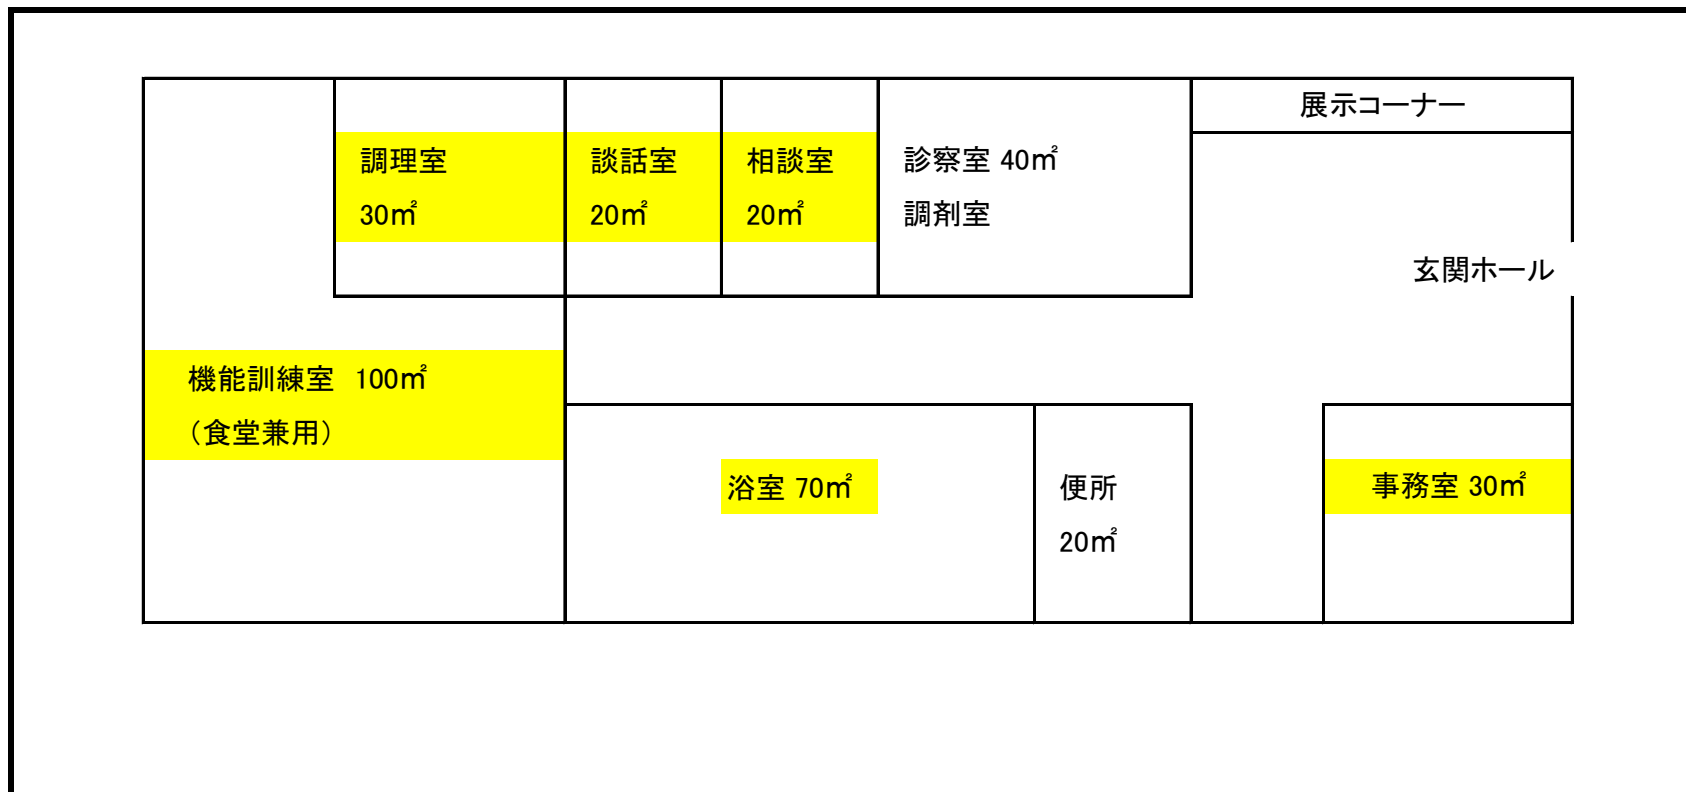 展示コーナー
調理室
30㎡
談話室
20㎡
相談室
20㎡
診察室 40㎡
調剤室
玄関ホール
機能訓練室　100㎡
（食堂兼用）
浴室 70㎡
便所
20㎡
事務室 30㎡